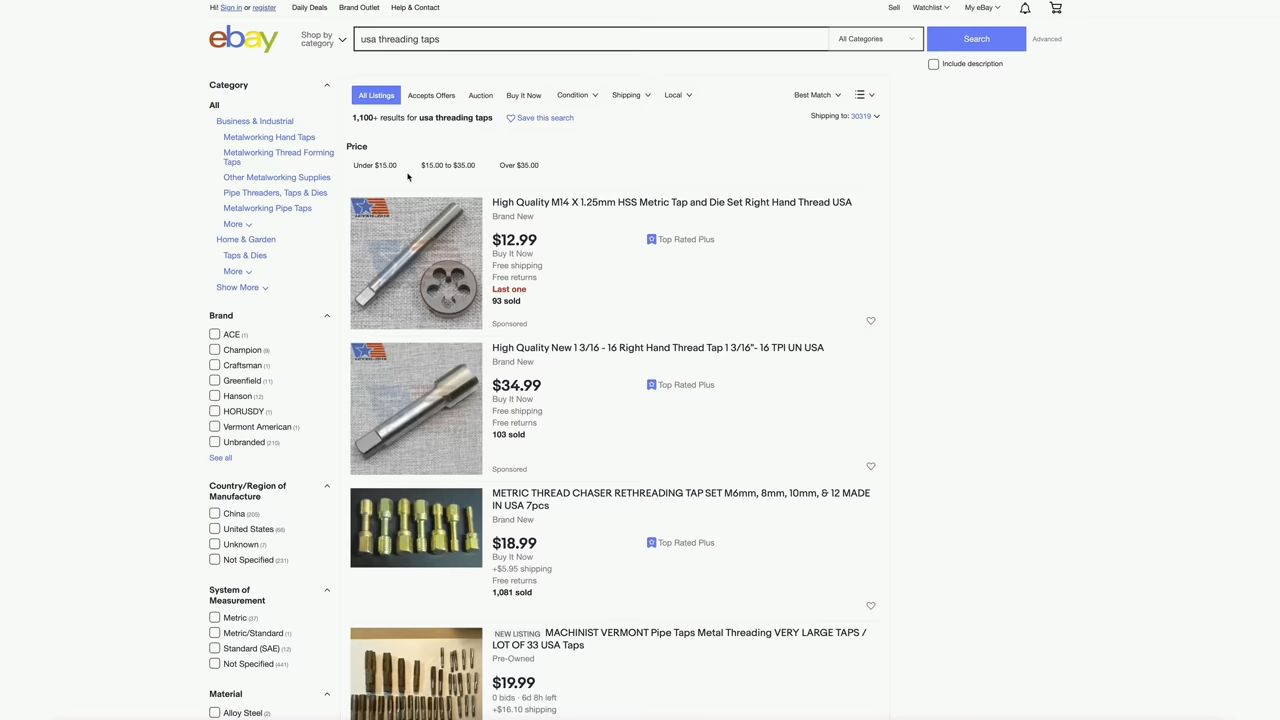 Hi! Sign in or register
Daily Deals
Brand Outlet
Help & Contact
Sell
Watchlist
My eBay
ebay
Shop by
category
usa threading taps
All Categories
Search
Advanced
Include description
Category
All
Business & Industrial
Metalworking Hand Taps
Metalworking Thread Forming
Taps
Other Metalworking Supplies
Pipe Threaders, Taps & Dies
Metalworking Pipe Taps
More
Home & Garden
Taps & Dies
More
Show More
Brand
ACE (1)
Champion (9)
Craftsman (1)
Greenfield (11)
Hanson (12)
HORUSDY (1)
Vermont American (1)
Unbranded (210)
See all
Country/Region of
Manufacture
China (205)
United States (66)
Unknown (7)
Not Specified (231)
System of
Measurement
Metric (37)
Metric/Standard (1)
Standard (SAE) (12)
Not Specified (441)
Material
Alloy Steel (2)
All Listings
Accepts Offers
Auction
Buy It Now
Condition
Shipping
Local
Best Match
1,100+ results for usa threading taps
Save this search
Shipping to: 30319
Price
Under $15.00
$15.00 to $35.00
Over $35.00
High Quality M14 X 1.25mm HSS Metric Tap and Die Set Right Hand Thread USA
Brand New
$12.99
Top Rated Plus
Buy It Now
Free shipping
Free returns
Last one
93 sold
Sponsored
High Quality New 1 3/16 - 16 Right Hand Thread Tap 1 3/16"- 16 TPI UN USA
Brand New
$34.99
Top Rated Plus
Buy It Now
Free shipping
Free returns
103 sold
Sponsored
METRIC THREAD CHASER RETHREADING TAP SET M6mm, 8mm, 10mm, & 12 MADE
IN USA 7pcs
Brand New
$18.99
Top Rated Plus
Buy It Now
+$5.95 shipping
Free returns
1,081 sold
NEW LISTING MACHINIST VERMONT Pipe Taps Metal Threading VERY LARGE TAPS /
LOT OF 33 USA Taps
Pre-Owned
$19.99
0 bids · 6d 8h left
+$16.10 shipping